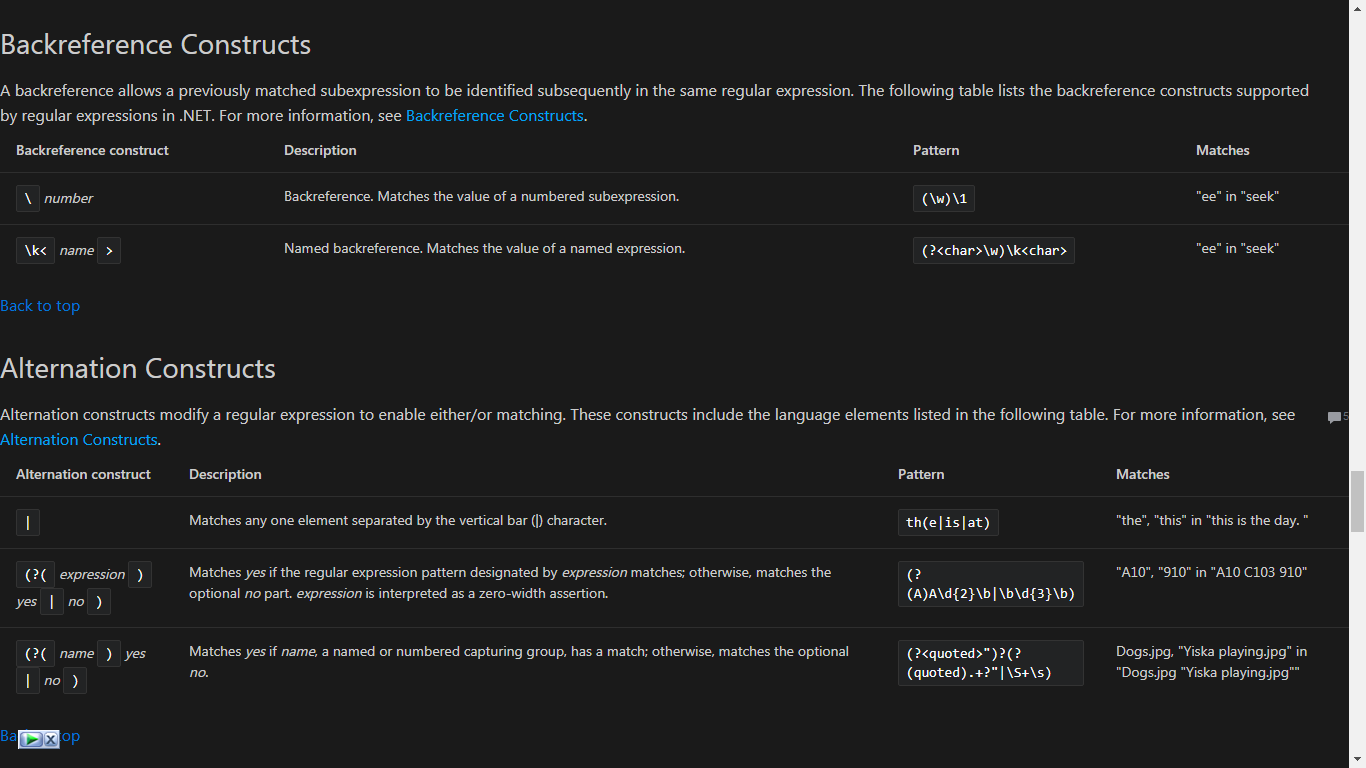 Backreference Constructs
A backreference allows a previously matched subexpression to be identified subsequently in the same regular expression. The following table lists the backreference constructs supported
by regular expressions in .NET. For more information, see Backreference Constructs.
Backreference construct Description Pattern Matches
\ number Backreference. Matches the value of a numbered subexpression. (\w)\1 "ee" in "seek"
\k< name > Named backreference. Matches the value of a named expression. (?<char>\w)\k<char> "ee" in "seek"
Back to top
Alternation Constructs
Alternation constructs modify a regular expression to enable either/or matching. These constructs include the language elements listed in the following table. For more information, see
5
Alternation Constructs.
Alternation construct Description Pattern Matches
| Matches any one element separated by the vertical bar (|) character. th(e|is|at) "the", "this" in "this is the day. "
(?( expression ) Matches yes if the regular expression pattern designated by expression matches; otherwise, matches the (? "A10", "910" in "A10 C103 910"
yes | no ) optional no part. expression is interpreted as a zero-width assertion. (A)A\d{2}\b|\b\d{3}\b)
(?( name ) yes Matches yes if name, a named or numbered capturing group, has a match; otherwise, matches the optional (?<quoted>")?(? Dogs.jpg, "Yiska playing.jpg" in
| no ) no. (quoted).+?"|\S+\s) "Dogs.jpg "Yiska playing.jpg""
Ba top